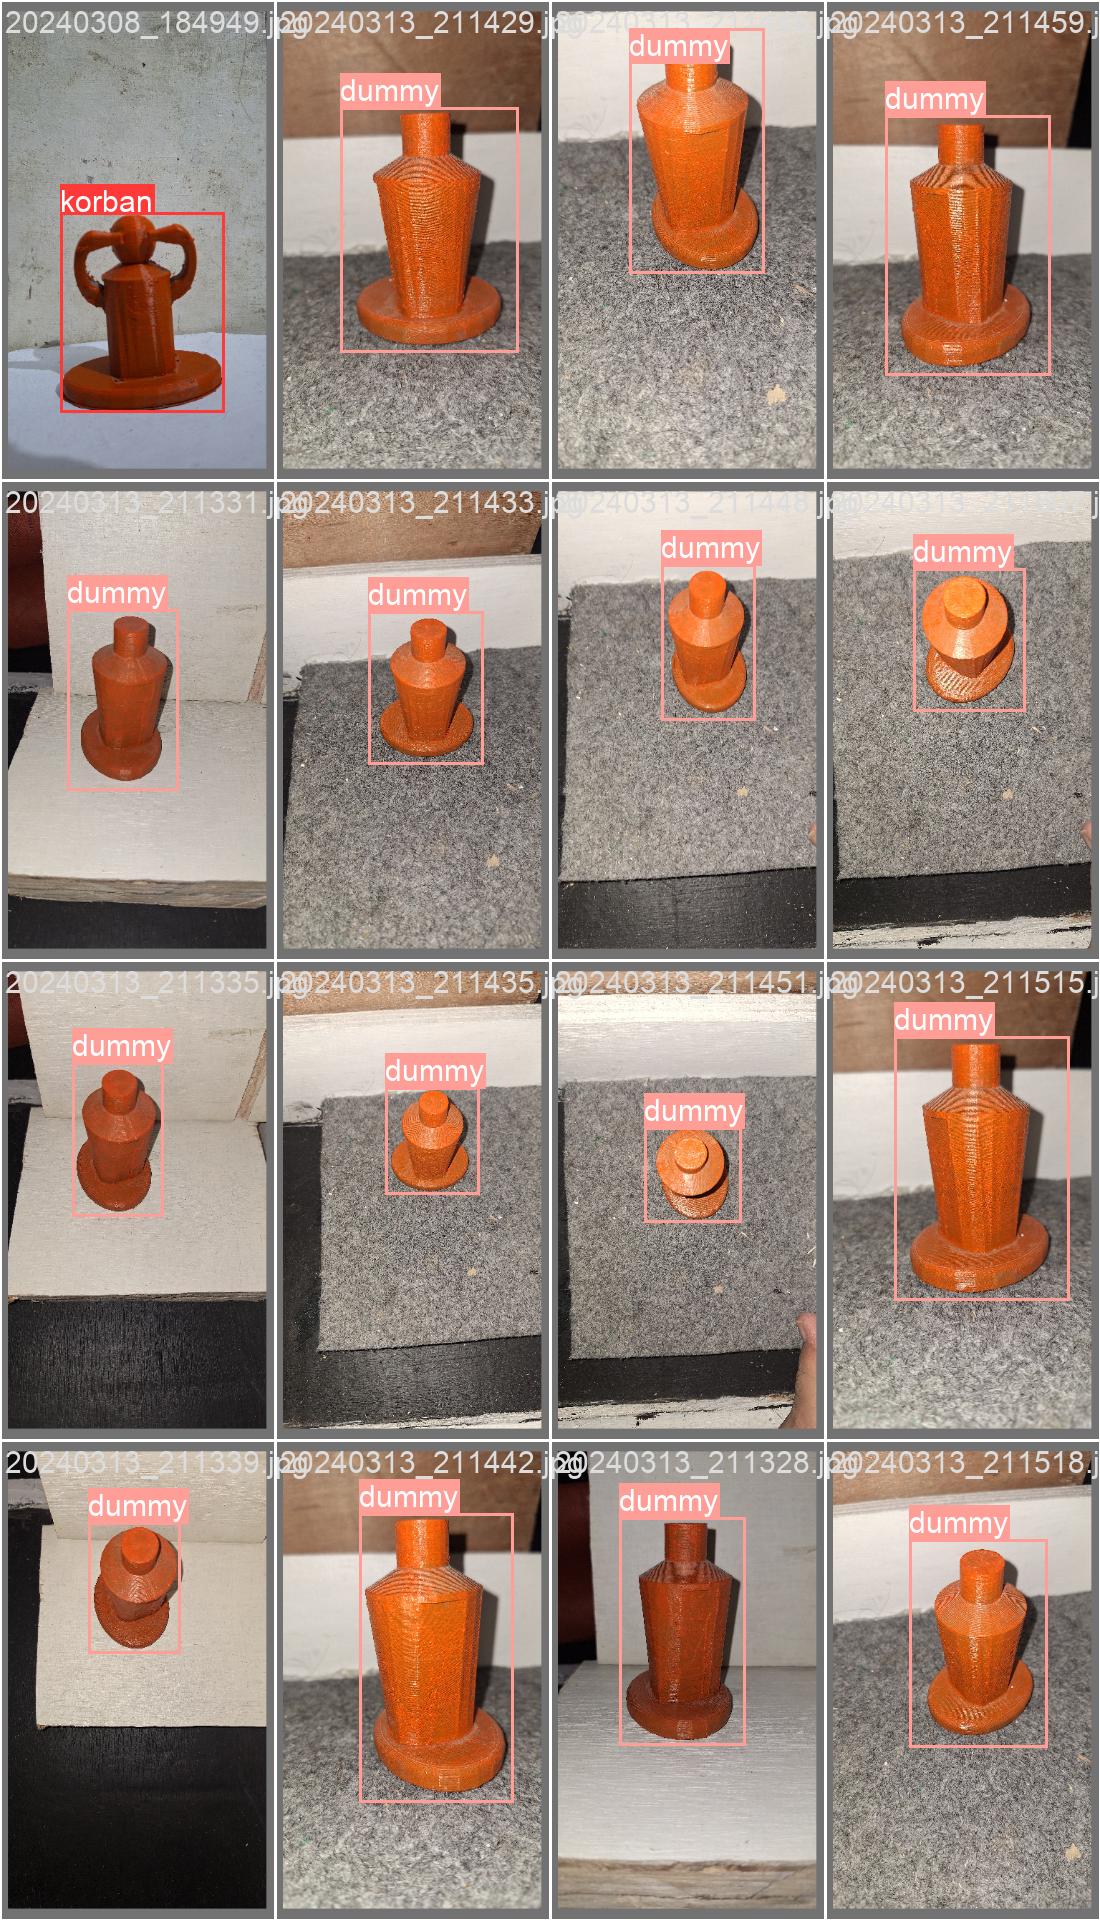 20240308_184949.jpg
20240313_211429.jpg
20240313_211459.j
korban
dummy
dummy
dummy
20240313_211331.jpg
20240313_211433.jpg
20240313_211448.jpg
dummy
dummy
dummy
dummy
20240313_211335.jpg
20240313_211435.jpg
20240313_211451.jpg
20240313_211515.j
dummy
dummy
dummy
dummy
20240313_211339.jpg
20240313_211442.jpg
20240313_211328.jpg
20240313_211518.j
dummy
dummy
dummy
dummy